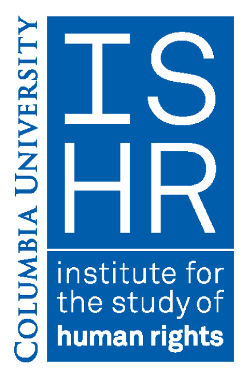 COLUMBIA UNIVERSITY
IS
HR
institute for
the study of
human rights